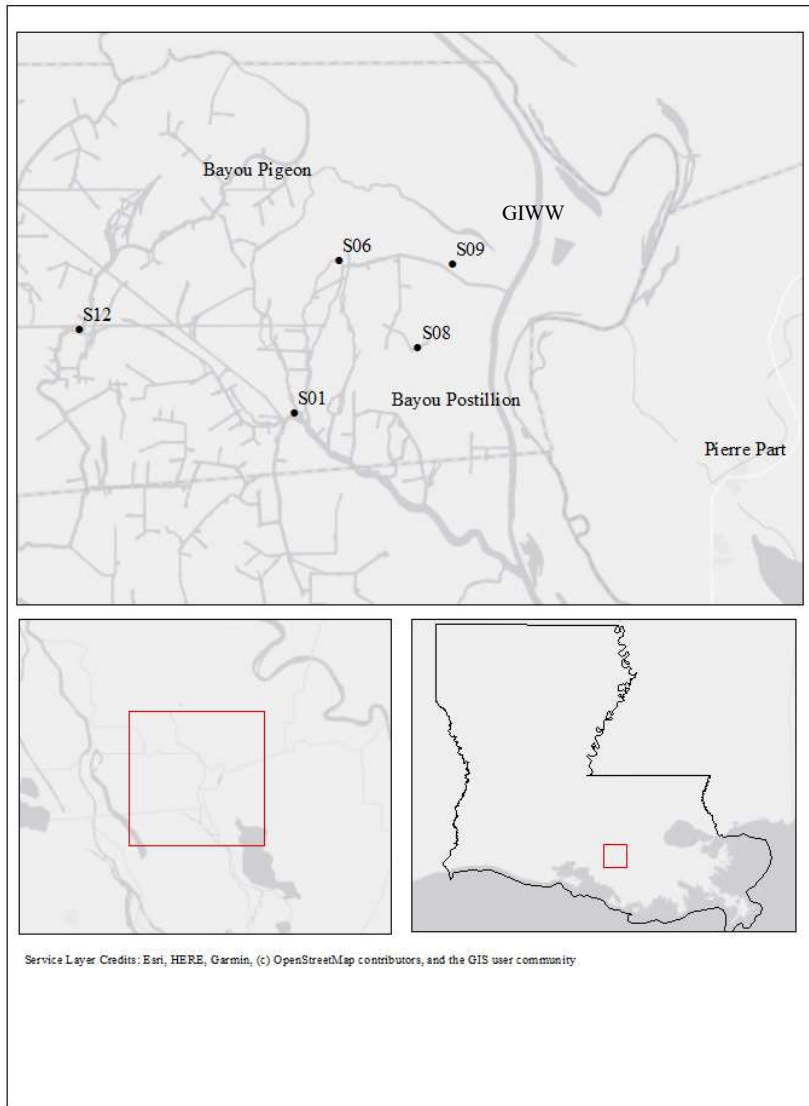 Bayou Pigeon
GIWW
S06
S09
S12
S08
Bayou Postillion
S01
Pierre Part
Service Layer Credits: Esri, HERE, Garmin, (c) OpenStreetMap contributors, and the GIS user community